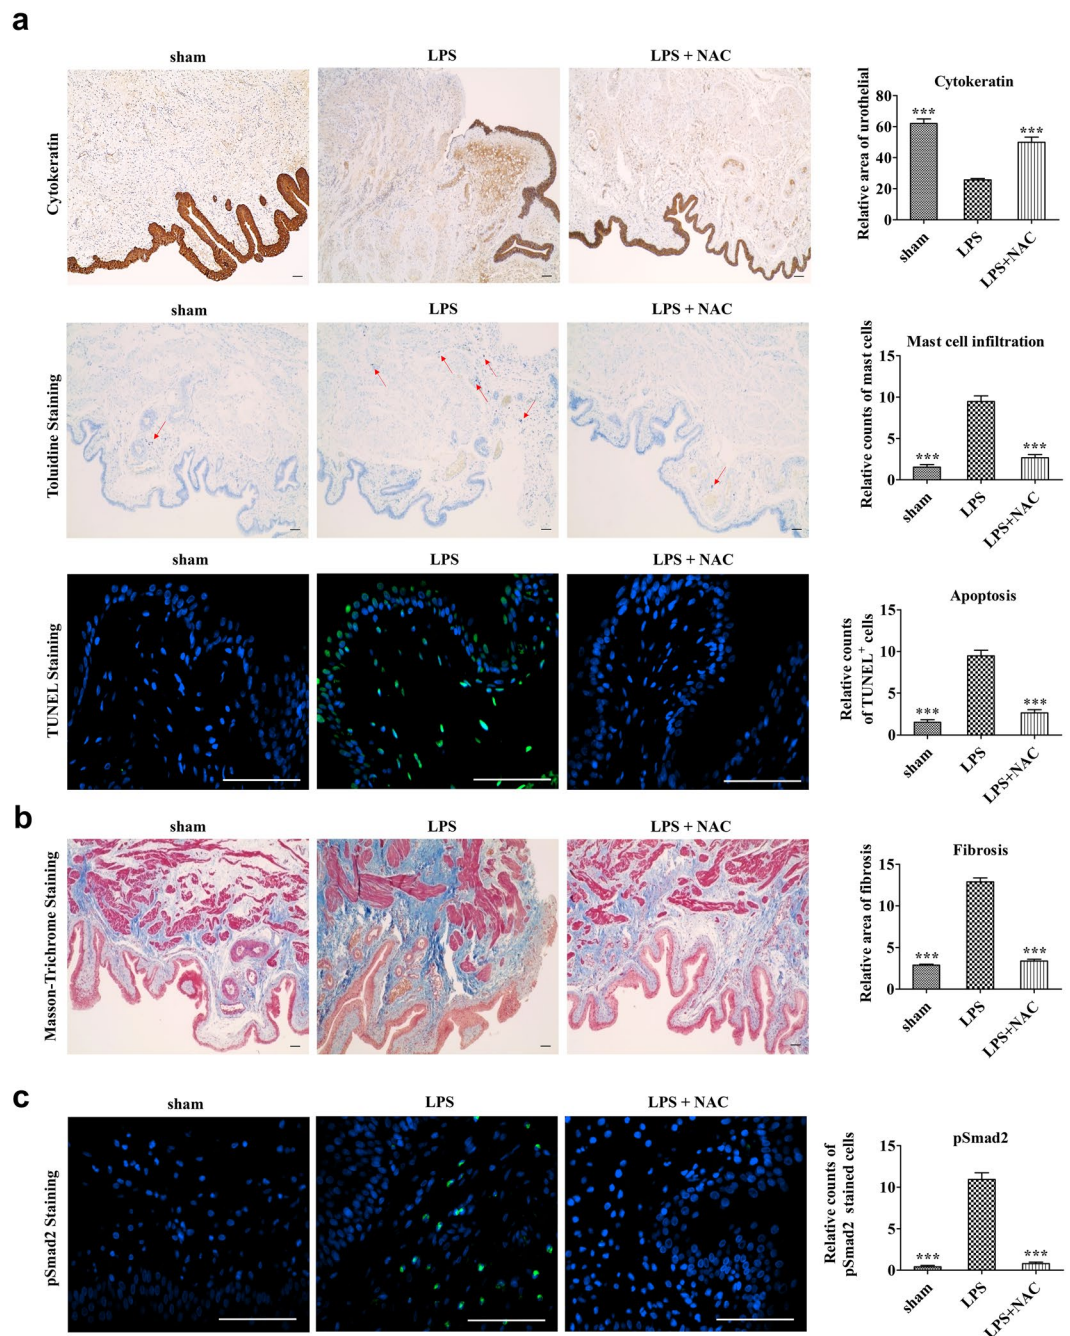 a
sham
LPS
LPS + NAC
Cytokeratin
Cytokeratin
Relative area of urothelial
80
60
40
20
0
***
***
sham
LPS
LPS+NAC
sham
LPS
LPS + NAC
Toluidine Staining
Mast cell infiltration
Relative counts of mast cells
15
10
5
0
***
***
sham
LPS
LPS+NAC
sham
LPS
LPS + NAC
TUNEL Staining
Apoptosis
Relative counts
of TUNEL+ cells
15
10
5
0
***
***
sham
LPS
LPS+NAC
b
sham
LPS
LPS + NAC
Masson-Trichrome Staining
Fibrosis
Relative area of fibrosis
15
10
5
0
***
***
sham
LPS
LPS+NAC
c
sham
LPS
LPS + NAC
pSmad2 Staining
pSmad2
Relative counts of
pSmad2 stained cells
15
10
5
0
***
***
sham
LPS
LPS+NAC